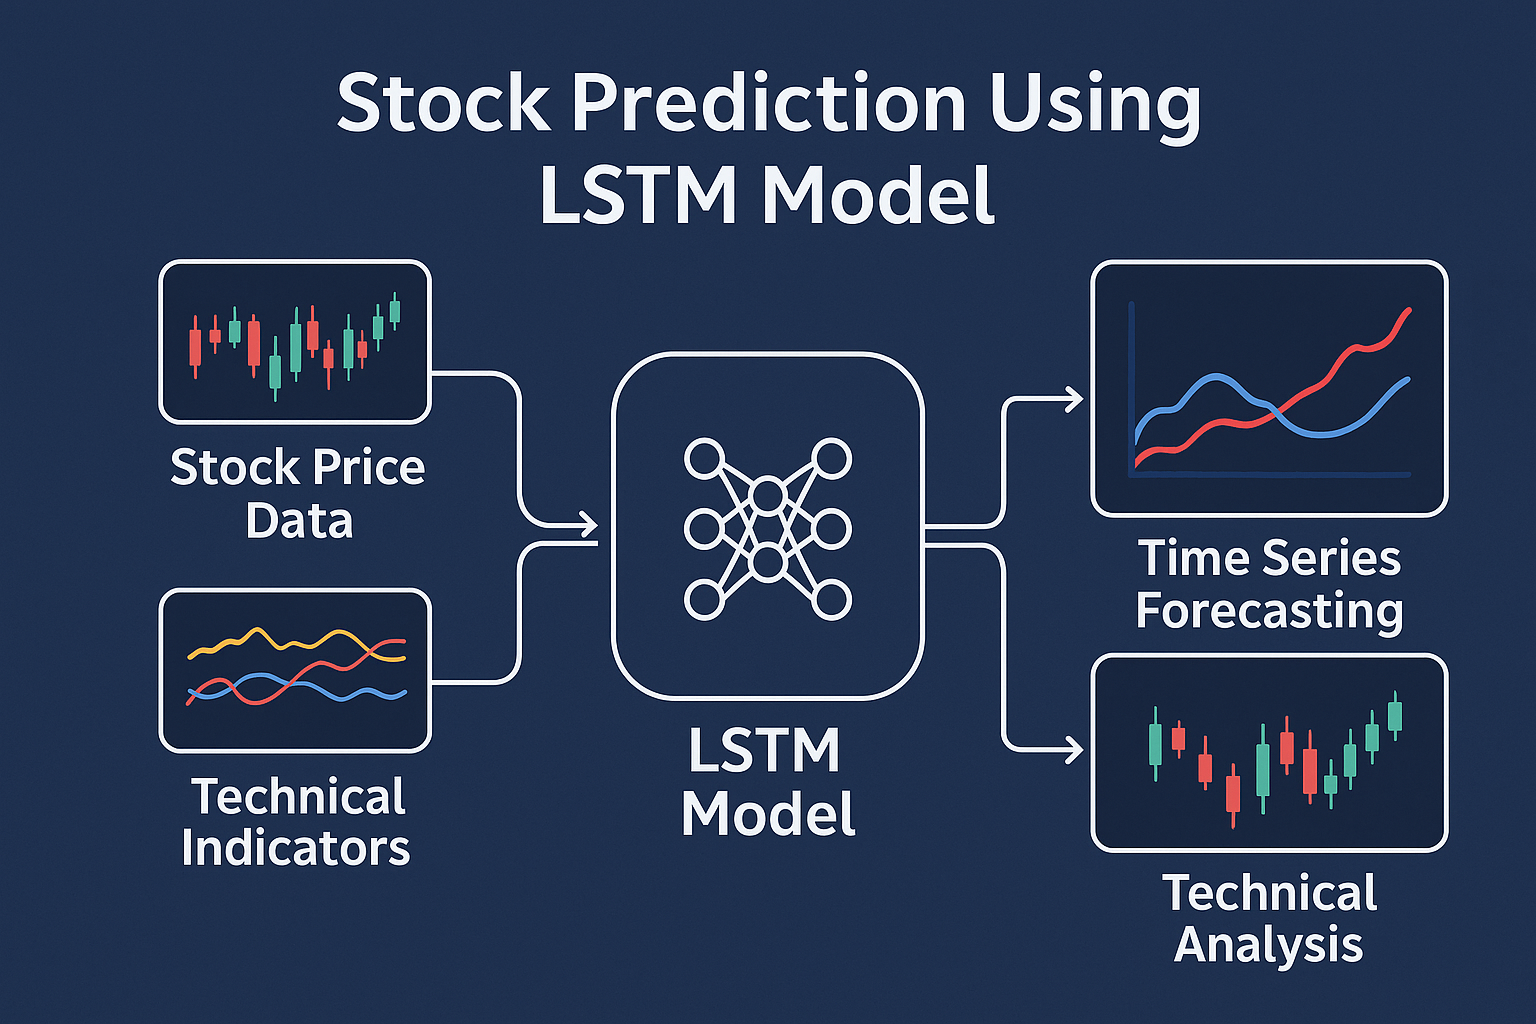 Stock Prediction Using
LSTM Model
Stock Price
Data
Technical
Indicators
LSTM
Model
Time Series
Forecasting
Technical
Analysis